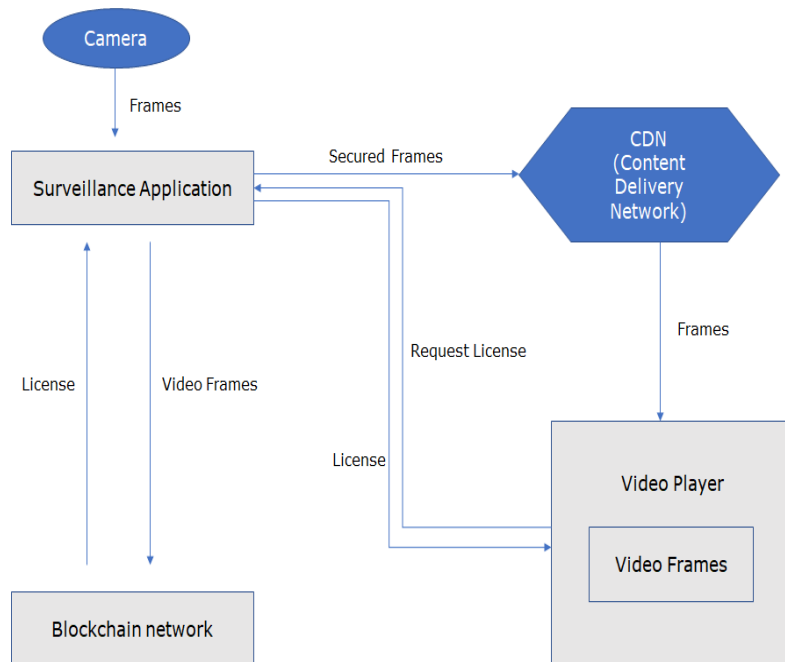 Camera
Frames
Surveillance Application
Secured Frames
CDN
(Content
Delivery
Network)
Request License
Frames
License
Video Frames
License
Video Player
Video Frames
Blockchain network